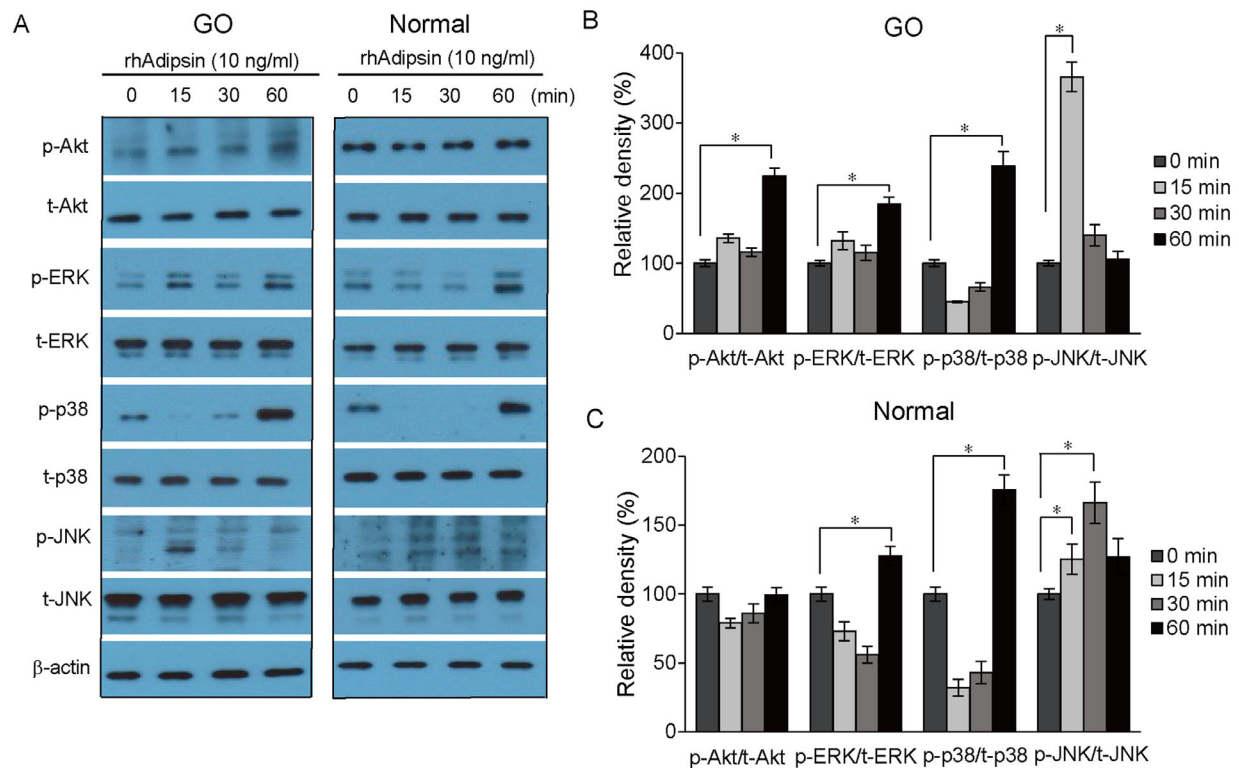 A
GO
Normal
rhAdipsin (10 ng/ml)
rhAdipsin (10 ng/ml)
0 15 30 60
0 15 30 60 (min)
p-Akt
t-Akt
p-ERK
t-ERK
p-p38
t-p38
p-JNK
t-JNK
β-actin
B
GO
Relative density (%)
400
300
200
100
0
*
*
*
*
p-Akt/t-Akt p-ERK/t-ERK p-p38/t-p38 p-JNK/t-JNK
0 min
15 min
30 min
60 min
C
Normal
Relative density (%)
200
150
100
50
0
*
*
*
*
p-Akt/t-Akt p-ERK/t-ERK p-p38/t-p38 p-JNK/t-JNK
0 min
15 min
30 min
60 min